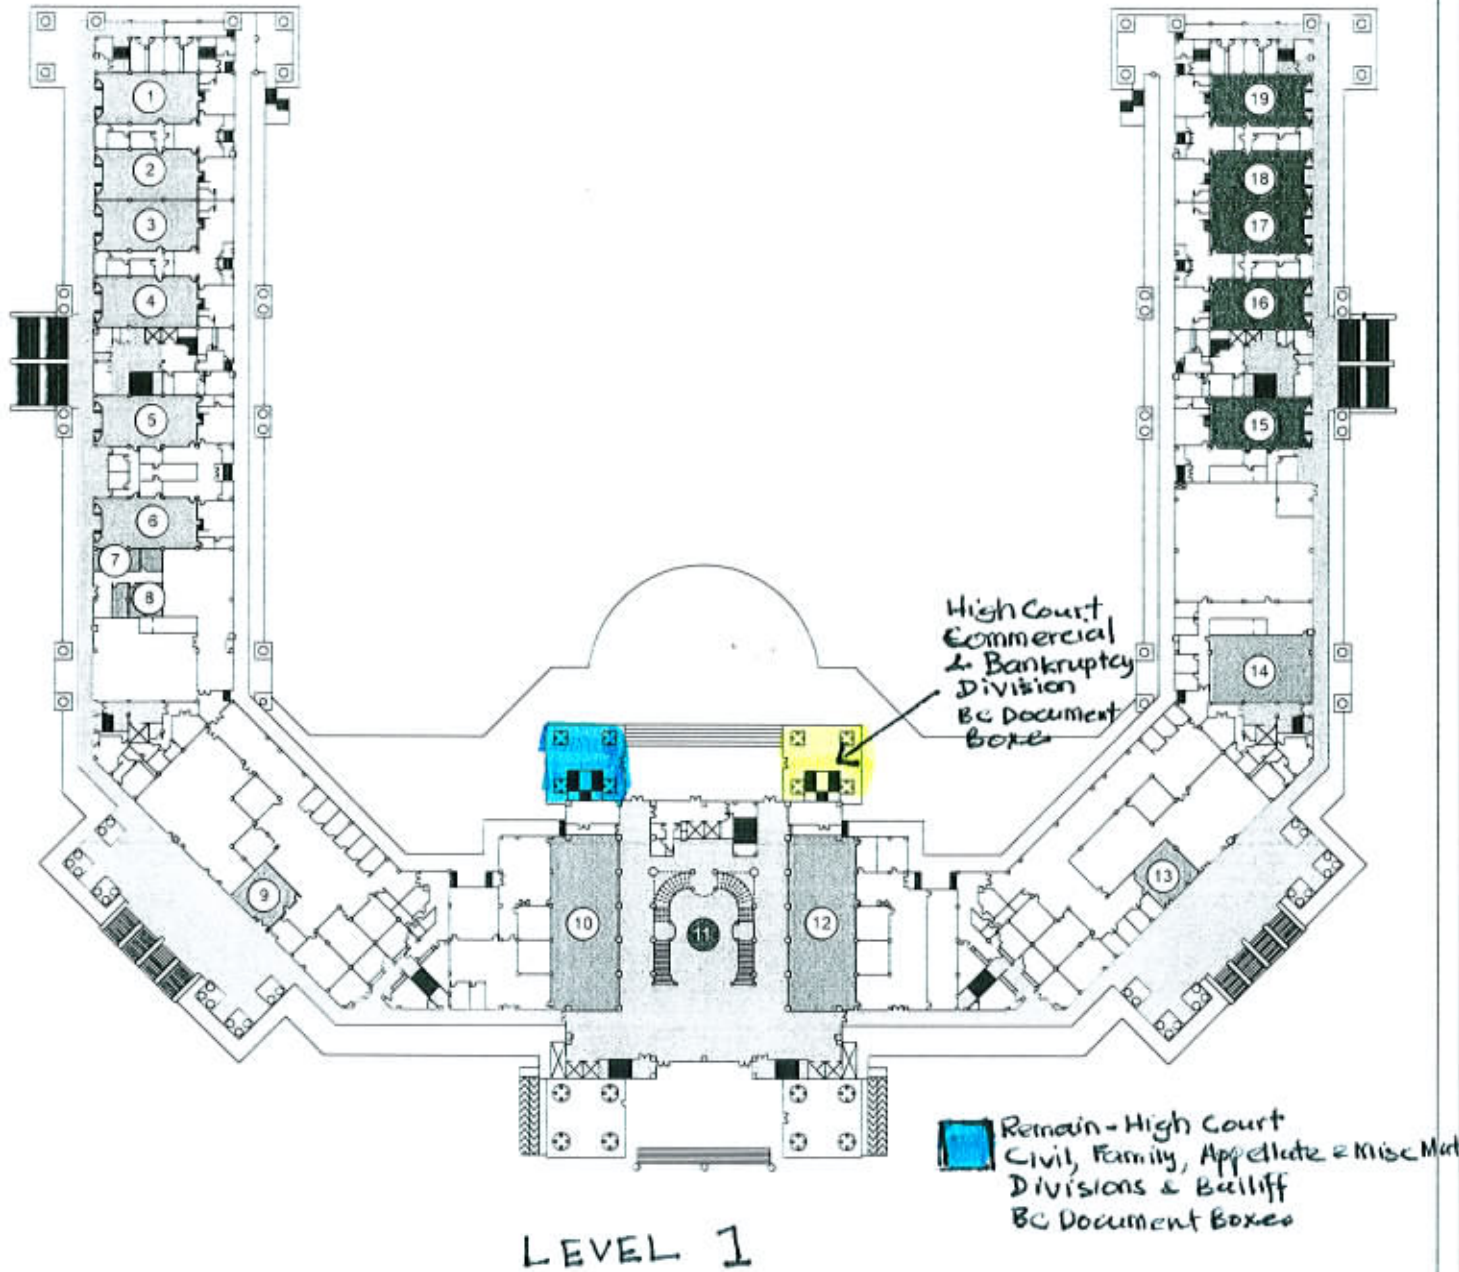 1
19
2
18
3
17
4
16
5
15
6
7
8
14
High Court
Commercial
& Bankruptcy
Division
BC Document
Boxes
9
10
11
12
13
Remain - High Court
Civil, Family, Appellate & Misc Mat
Divisions & Bailiff
BC Document Boxes
LEVEL 1